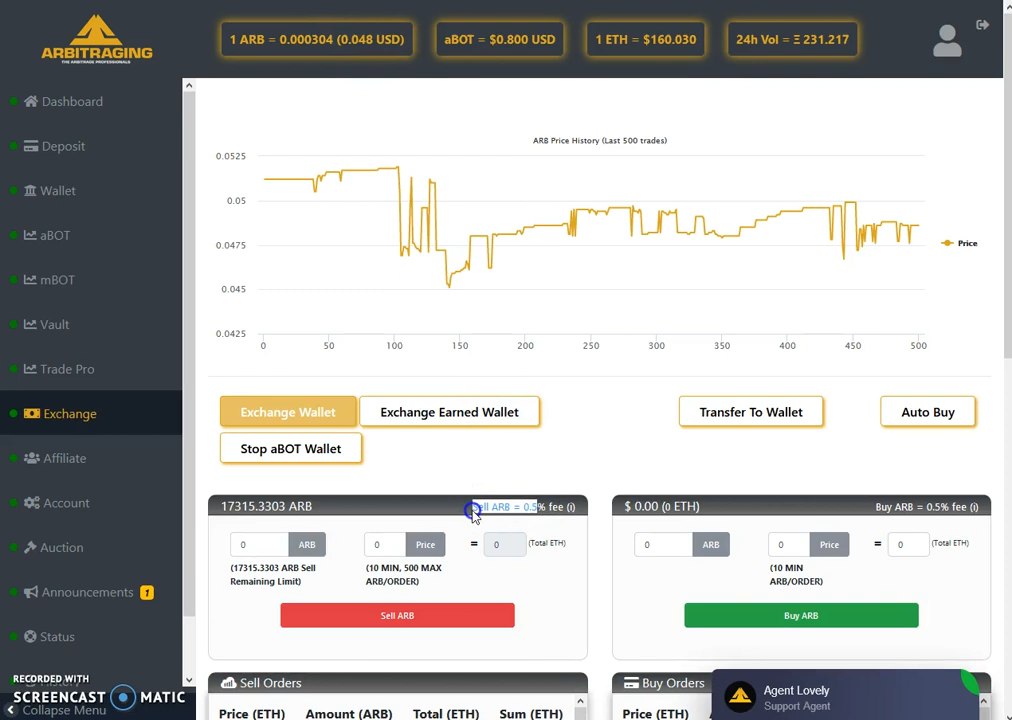 ARBITRAGING
THE ARBITRAGE PROFESSIONALS
1 ARB = 0.000304 (0.048 USD)
aBOT = $0.800 USD
1 ETH = $160.030
24h Vol = Ξ 231.217
Dashboard
Deposit
Wallet
aBOT
mBOT
Vault
Trade Pro
Exchange
Affiliate
Account
Auction
Announcements 1
Status
RECORDED WITH
SCREENCAST MATIC
Collapse Menu
ARB Price History (Last 500 trades)
0.0525
0.05
0.0475
0.045
0.0425
0 50 100 150 200 250 300 350 400 450 500
Price
Exchange Wallet
Exchange Earned Wallet
Transfer To Wallet
Auto Buy
Stop aBOT Wallet
17315.3303 ARB
Sell ARB = 0.5% fee (i)
0 ARB
0 Price
= 0 (Total ETH)
(17315.3303 ARB Sell
Remaining Limit)
(10 MIN, 500 MAX
ARB/ORDER)
Sell ARB
$ 0.00 (0 ETH)
Buy ARB = 0.5% fee (i)
0 ARB
0 Price
= 0 (Total ETH)
(10 MIN
ARB/ORDER)
Buy ARB
Sell Orders
Price (ETH) Amount (ARB) Total (ETH) Sum (ETH)
Buy Orders
Price (ETH)
Agent Lovely
Support Agent